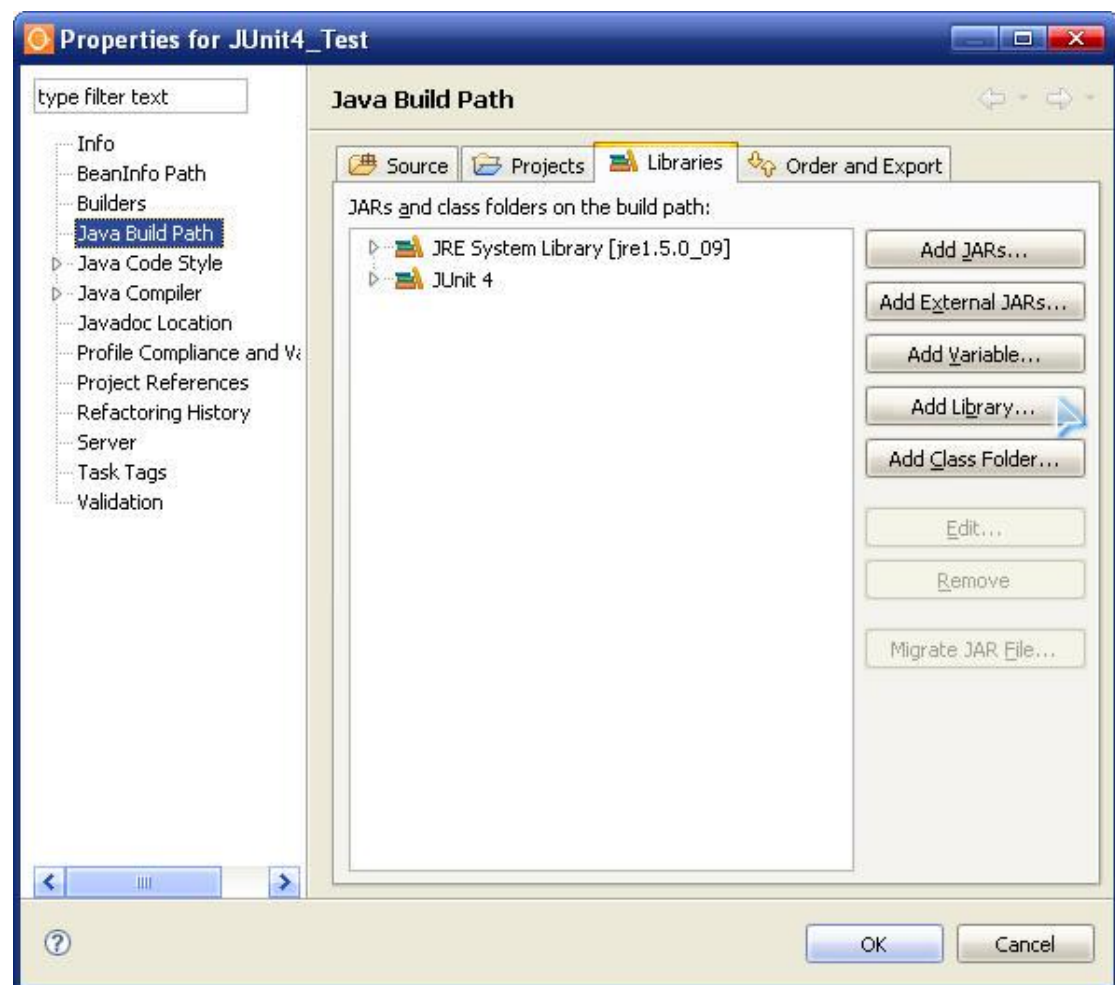 Properties for JUnit4_Test
type filter text
Info
BeanInfo Path
Builders
Java Build Path
Java Code Style
Java Compiler
Javadoc Location
Profile Compliance and Va
Project References
Refactoring History
Server
Task Tags
Validation
Java Build Path
Source Projects Libraries Order and Export
JARs and class folders on the build path:
JRE System Library [jre1.5.0_09]
JUnit 4
Add JARs...
Add External JARs...
Add Variable...
Add Library...
Add Class Folder...
Edit...
Remove
Migrate JAR File...
OK Cancel